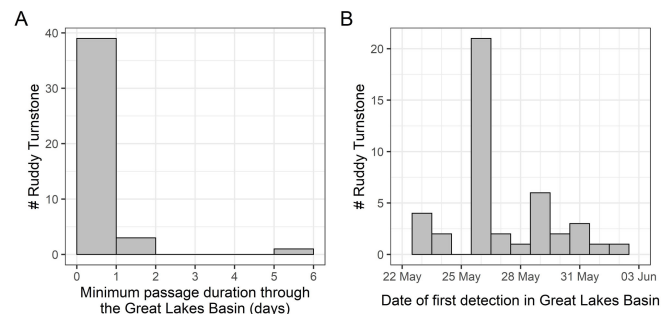 A
# Ruddy Turnstone
40
30
20
10
0
0 1 2 3 4 5 6
Minimum passage duration through
the Great Lakes Basin (days)
B
# Ruddy Turnstone
20
15
10
5
0
22 May 25 May 28 May 31 May 03 Jun
Date of first detection in Great Lakes Basin